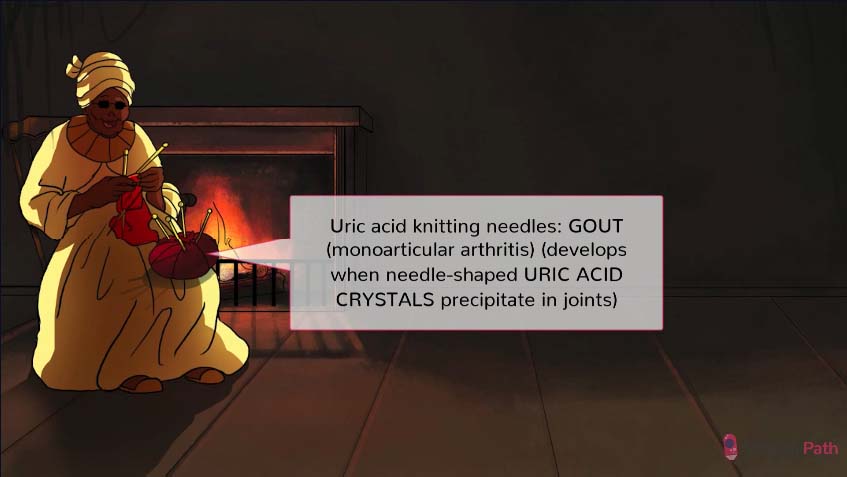 Uric acid knitting needles: GOUT
(monoarticular arthritis) (develops
when needle-shaped URIC ACID
CRYSTALS precipitate in joints)
Path